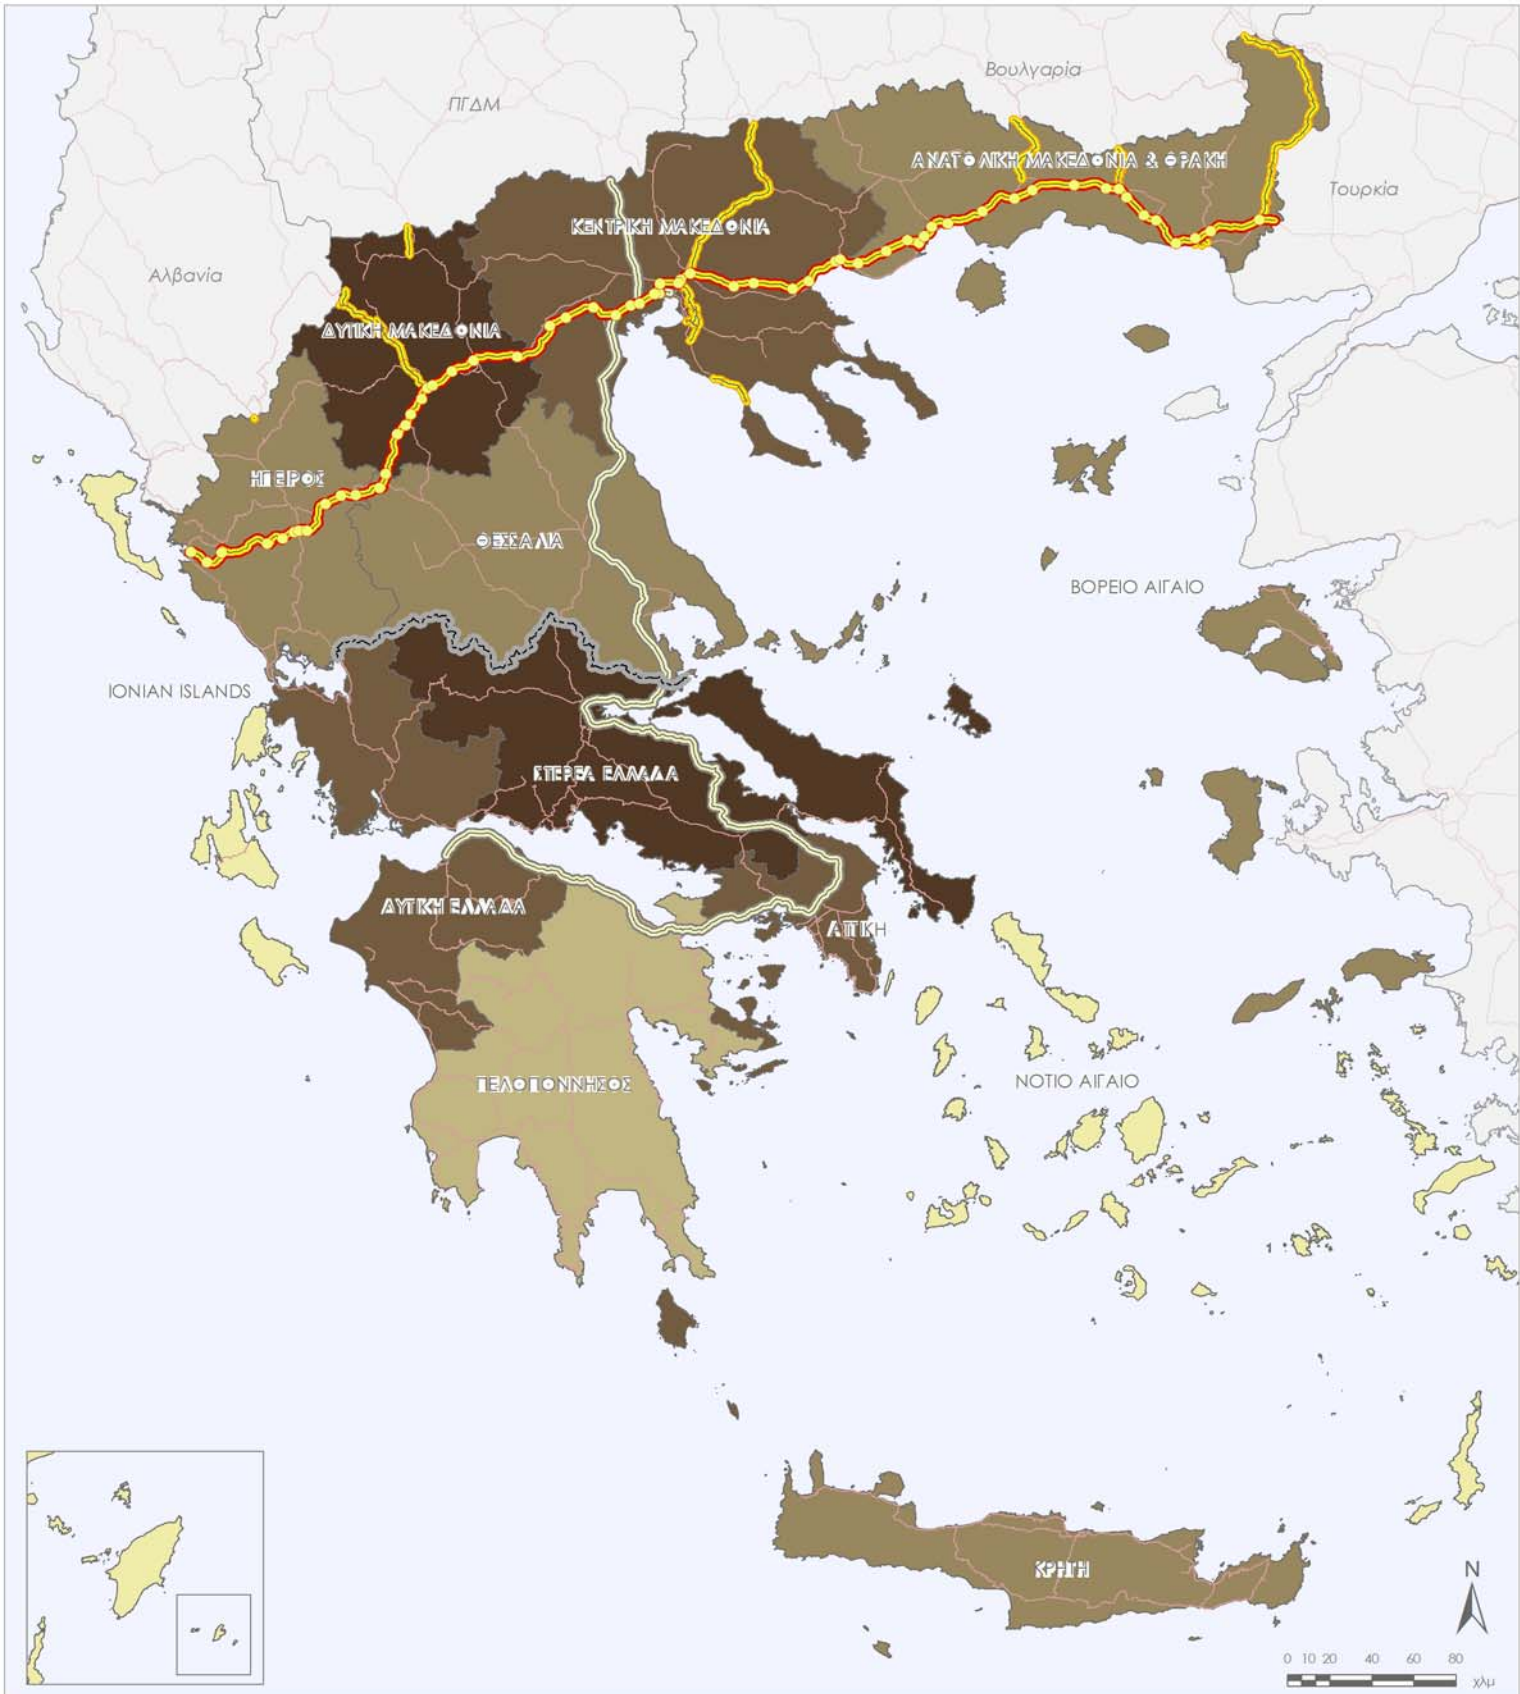 Βουλγαρία
ΠΓΔΜ
ΑΝΑΤΟΛΙΚΗ ΜΑΚΕΔΟΝΙΑ & ΘΡΑΚΗ
Τουρκία
ΚΕΝΤΡΙΚΗ ΜΑΚΕΔΟΝΙΑ
Αλβανία
ΔΥΤΙΚΗ ΜΑΚΕΔΟΝΙΑ
ΗΠΕΙΡΟΣ
ΘΕΣΣΑΛΙΑ
ΒΟΡΕΙΟ ΑΙΓΑΙΟ
IONIAN ISLANDS
ΣΤΕΡΕΑ ΕΛΛΑΔΑ
ΔΥΤΙΚΗ ΕΛΛΑΔΑ
ΑΤΤΙΚΗ
ΝΟΤΙΟ ΑΙΓΑΙΟ
ΠΕΛΟΠΟΝΝΗΣΟΣ
ΚΡΗΤΗ
N
0 10 20 40 60 80
χλμ